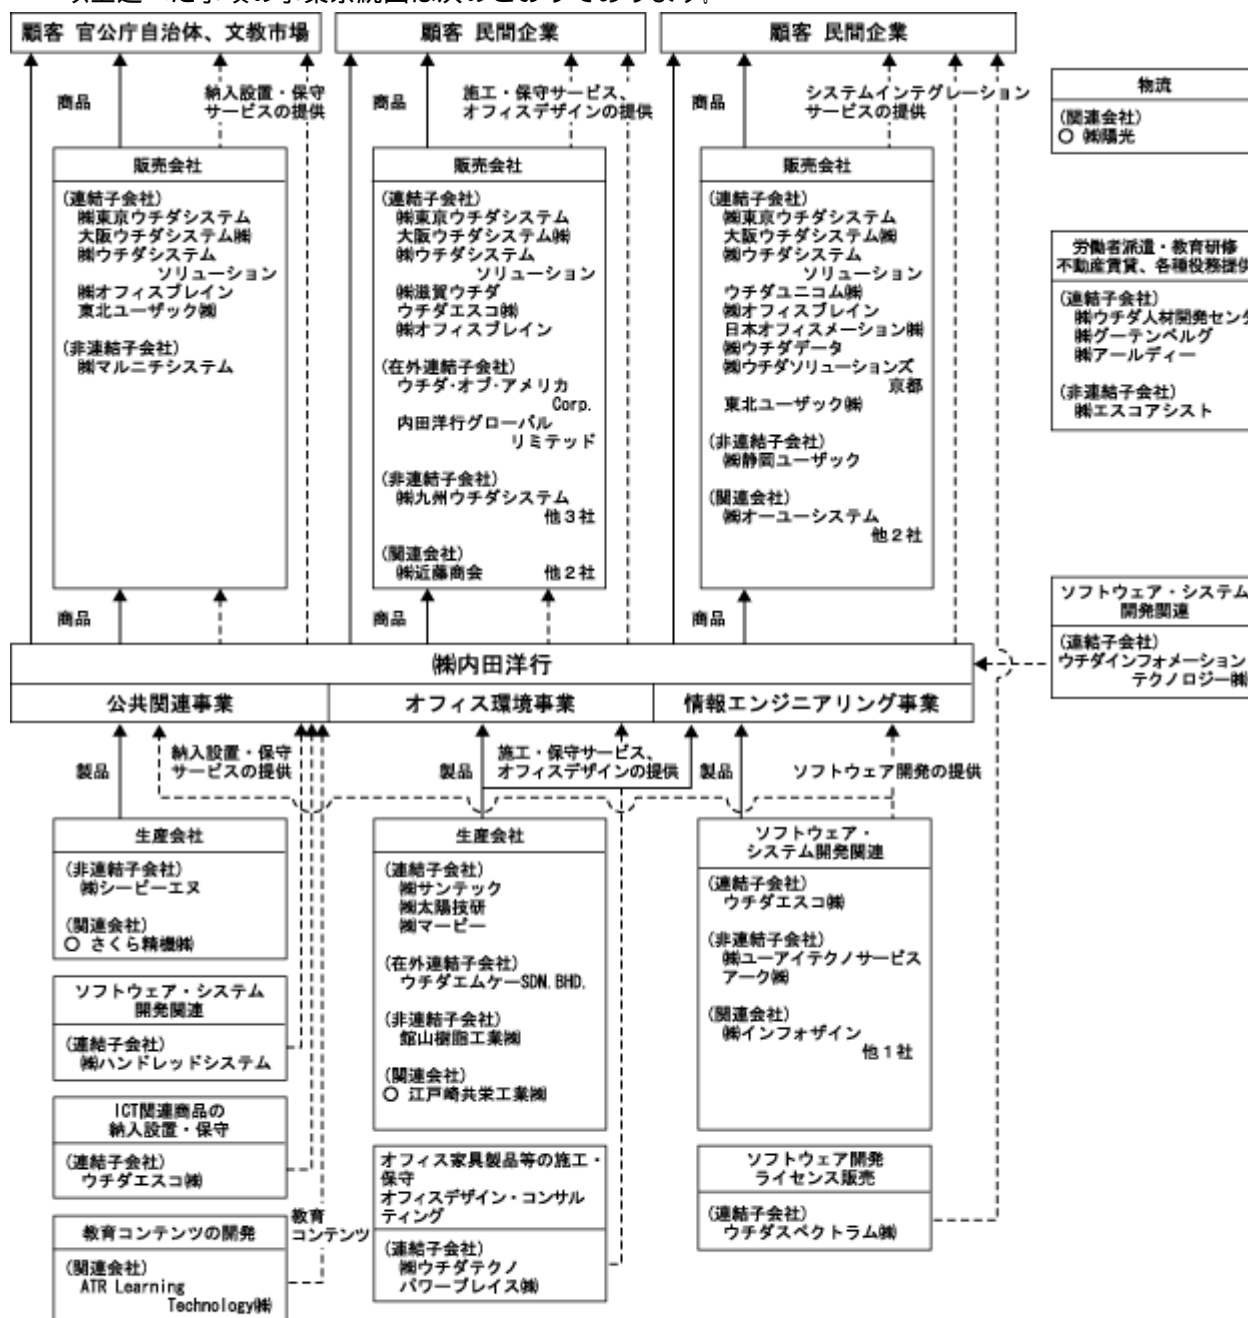 以上述べた事項の事業系統図は次のとおりであります。
顧客 官公庁自治体、文教市場
顧客 民間企業
顧客 民間企業
商品
納入設置・保守
サービスの提供
商品
施工・保守サービス、
オフィスデザインの提供
商品
システムインテグレーション
サービスの提供
販売会社
(連結子会社)
㈱東京ウチダシステム
大阪ウチダシステム㈱
㈱ウチダシステム
ソリューション
㈱オフィスブレイン
東北ユーザック㈱
(非連結子会社)
㈱マルニチシステム
販売会社
(連結子会社)
㈱東京ウチダシステム
大阪ウチダシステム㈱
㈱ウチダシステム
ソリューション
㈱滋賀ウチダ
ウチダエスコ㈱
㈱オフィスブレイン
(在外連結子会社)
ウチダ・オブ・アメリカ
Corp.
内田洋行グローバル
リミテッド
(非連結子会社)
㈱九州ウチダシステム
他3社
(関連会社)
㈱近藤商会 他2社
販売会社
(連結子会社)
㈱東京ウチダシステム
大阪ウチダシステム㈱
㈱ウチダシステム
ソリューション
ウチダユニコム㈱
㈱オフィスブレイン
日本オフィスメーション㈱
㈱ウチダデータ
㈱ウチダソリューションズ
京都
東北ユーザック㈱
(非連結子会社)
㈱静岡ユーザック
(関連会社)
㈱オーユーシステム
他2社
物流
(関連会社)
○ ㈱陽光
労働者派遣・教育研修
不動産賃貸、各種役務提供
(連結子会社)
㈱ウチダ人材開発センタ
㈱グーテンベルグ
㈱アールディー
(非連結子会社)
㈱エスコアシスト
ソフトウェア・システム
開発関連
(連結子会社)
ウチダインフォメーション
テクノロジー㈱
商品
商品
商品
㈱内田洋行
公共関連事業
オフィス環境事業
情報エンジニアリング事業
製品
納入設置・保守
サービスの提供
製品
施工・保守サービス、
オフィスデザインの提供
製品
ソフトウェア開発の提供
生産会社
(非連結子会社)
㈱シーピーエヌ
(関連会社)
○ さくら精機㈱
ソフトウェア・システム
開発関連
(連結子会社)
㈱ハンドレッドシステム
ICT関連商品の
納入設置・保守
(連結子会社)
ウチダエスコ㈱
教育コンテンツの開発
(関連会社)
ATR Learning
Technology㈱
教育
コンテンツ
生産会社
(連結子会社)
㈱サンテック
㈱太陽技研
㈱マービー
(在外連結子会社)
ウチダエムケーSDN.BHD.
(非連結子会社)
館山樹脂工業㈱
(関連会社)
○ 江戸崎共栄工業㈱
オフィス家具製品等の施工・
保守
オフィスデザイン・コンサル
ティング
(連結子会社)
㈱ウチダテクノ
パワープレイス㈱
ソフトウェア・
システム開発関連
(連結子会社)
ウチダエスコ㈱
(非連結子会社)
㈱ユーアイテクノサービス
アーク㈱
(関連会社)
㈱インフォザイン
他1社
ソフトウェア開発
ライセンス販売
(連結子会社)
ウチダスペクトラム㈱